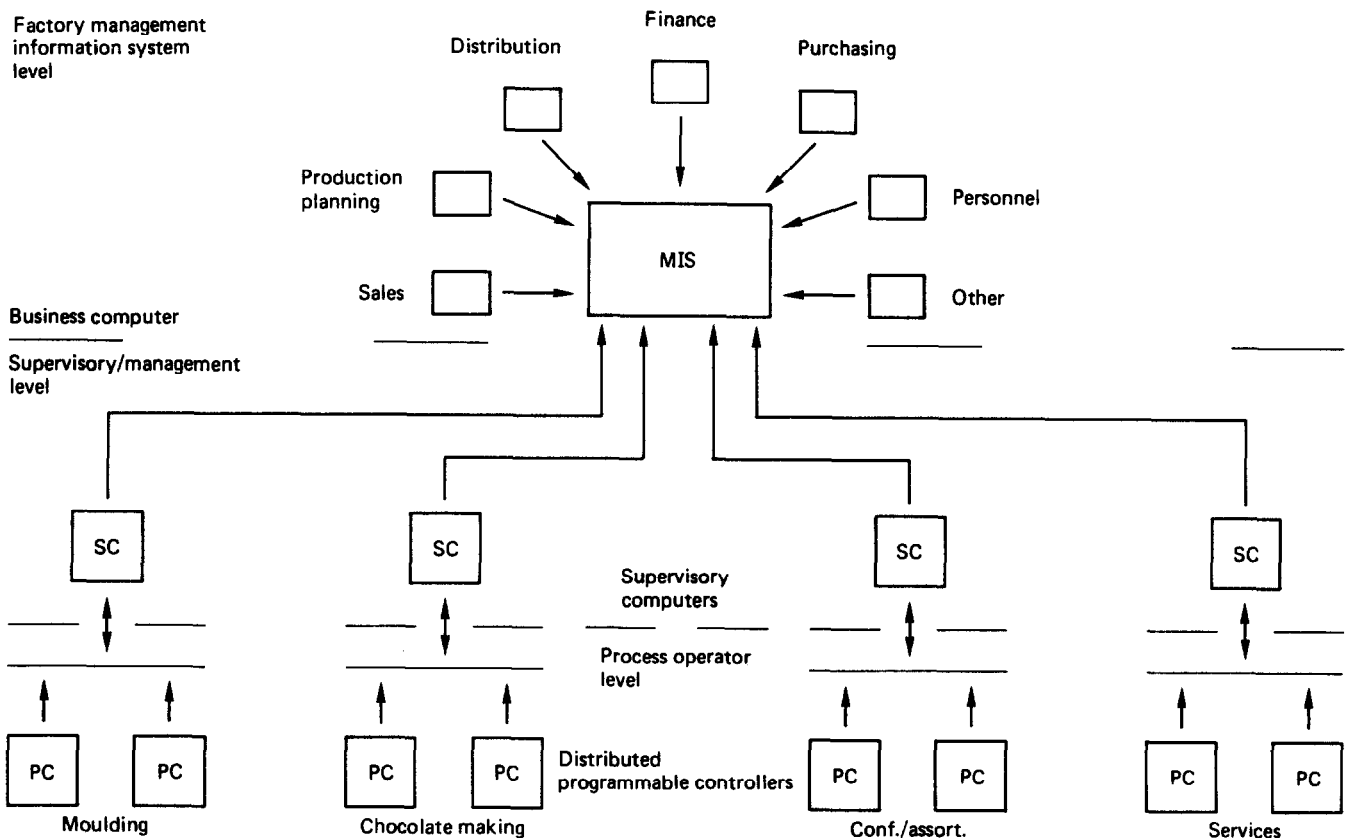 Factory management
information system
level
Finance
Distribution
Purchasing
Production
planning
Personnel
MIS
Sales
Other
Business computer
Supervisory/management
level
SC
SC
SC
SC
Supervisory
computers
Process operator
level
PC
PC
PC
PC
Distributed
programmable controllers
PC
PC
PC
PC
Moulding
Chocolate making
Conf./assort.
Services